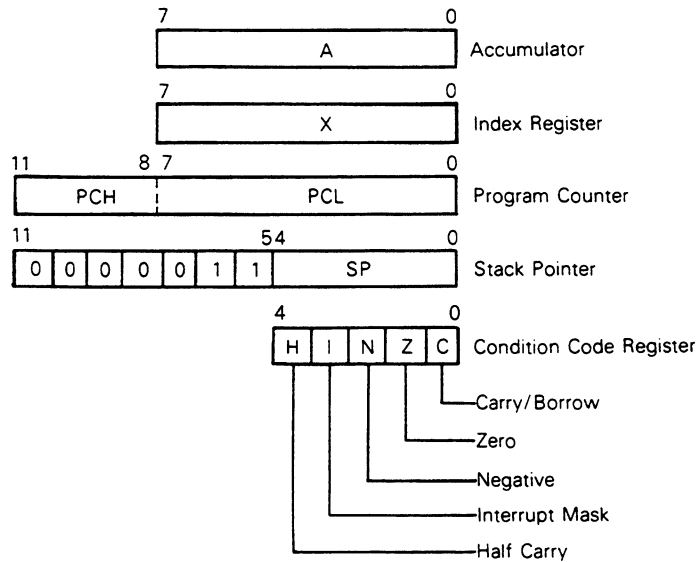 7 0
A Accumulator
7 0
X Index Register
11 8 7 0
PCH PCL Program Counter
11 5 4 0
0 0 0 0 0 1 1 SP Stack Pointer
4 0
H I N Z C Condition Code Register
Carry/Borrow
Zero
Negative
Interrupt Mask
Half Carry